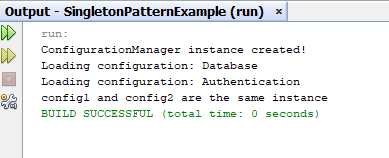 Output - SingletonPatternExample (run) ×
run:
ConfigurationManager instance created!
Loading configuration: Database
Loading configuration: Authentication
config1 and config2 are the same instance
BUILD SUCCESSFUL (total time: 0 seconds)